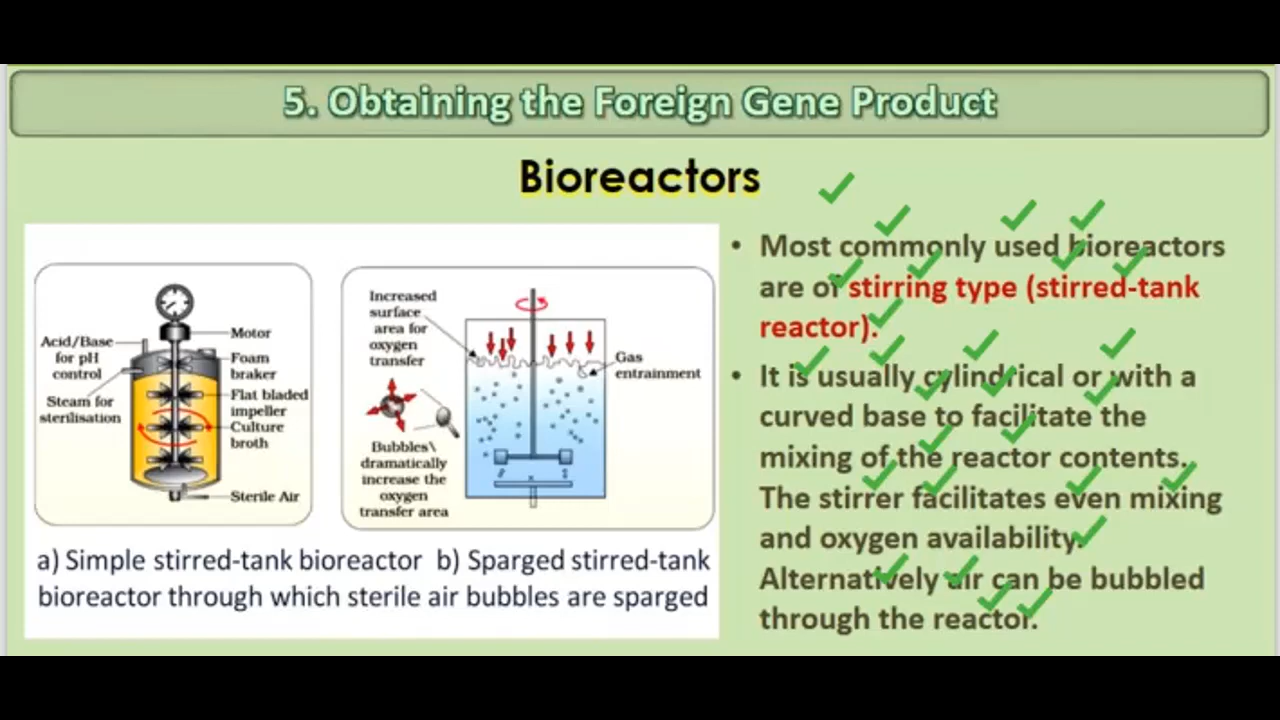 5. Obtaining the Foreign Gene Product
Bioreactors
Acid/Base
for pH
control
Steam for
sterilisation
Motor
Foam
braker
Flat bladed
impeller
Culture
broth
Sterile Air
Increased
surface
area for
oxygen
transfer
Gas
entrainment
Bubbles\
dramatically
increase the
oxygen
transfer area
a) Simple stirred-tank bioreactor b) Sparged stirred-tank
bioreactor through which sterile air bubbles are sparged
• Most commonly used bioreactors
are of stirring type (stirred-tank
reactor).
• It is usually cylindrical or with a
curved base to facilitate the
mixing of the reactor contents.
The stirrer facilitates even mixing
and oxygen availability.
Alternatively air can be bubbled
through the reactor.